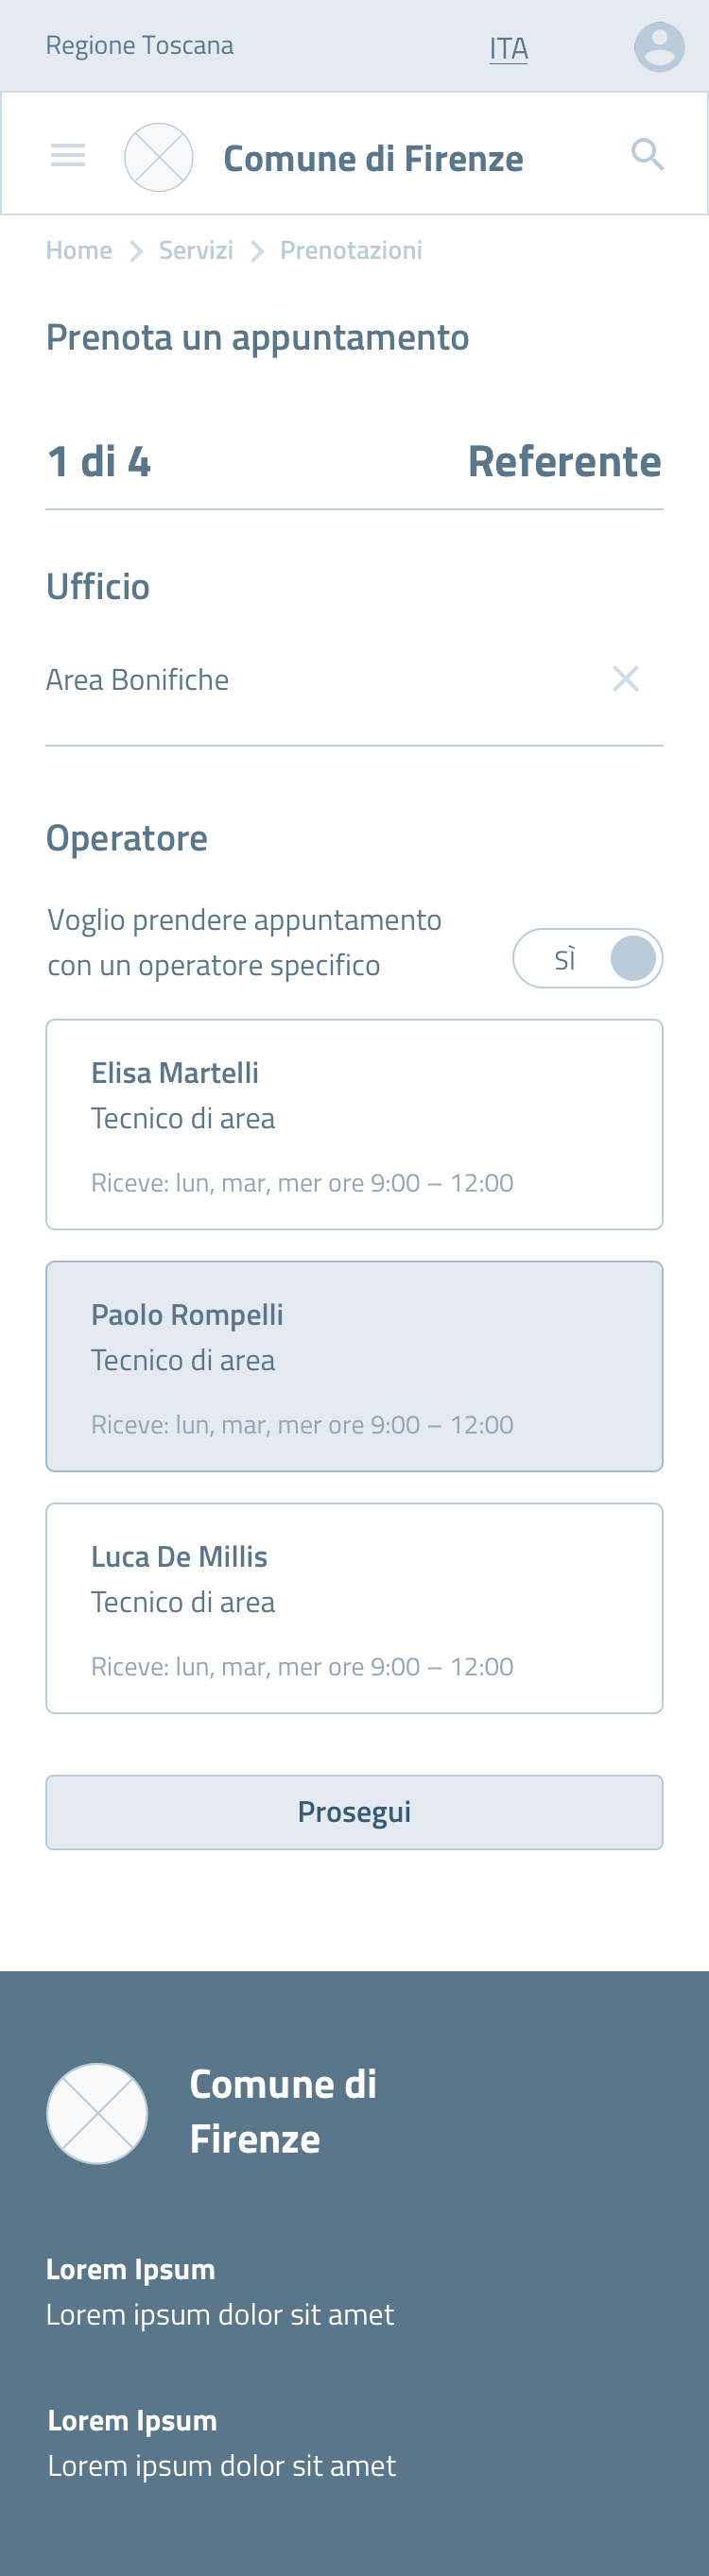 Regione Toscana ITA
Comune di Firenze
Home Servizi Prenotazioni
Prenota un appuntamento
1 di 4 Referente
Ufficio
Area Bonifiche
Operatore
Voglio prendere appuntamento
con un operatore specifico
SÌ
Elisa Martelli
Tecnico di area
Riceve: lun, mar, mer ore 9:00 – 12:00
Paolo Rompelli
Tecnico di area
Riceve: lun, mar, mer ore 9:00 – 12:00
Luca De Millis
Tecnico di area
Riceve: lun, mar, mer ore 9:00 – 12:00
Prosegui
Comune di
Firenze
Lorem Ipsum
Lorem ipsum dolor sit amet
Lorem Ipsum
Lorem ipsum dolor sit amet